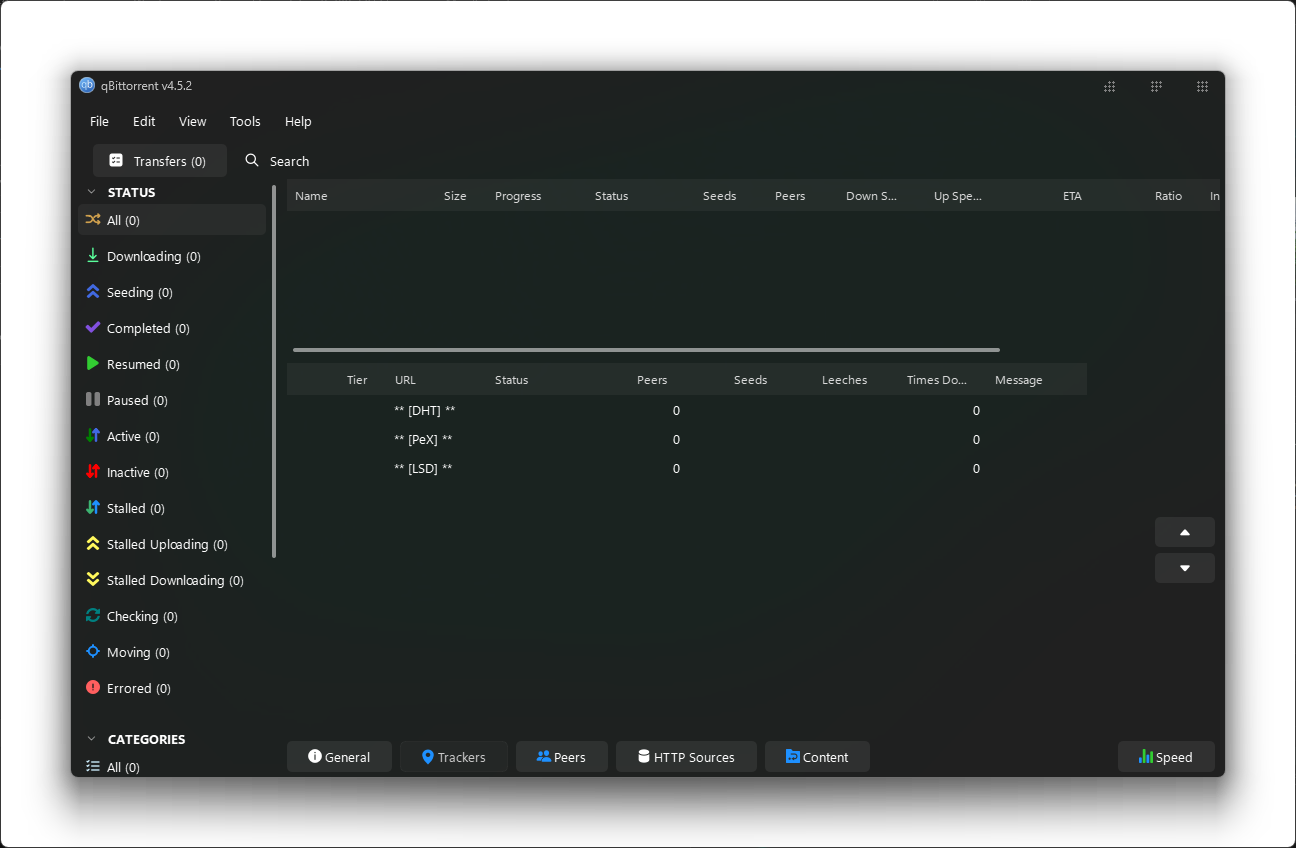 qb qBittorrent v4.5.2
File Edit View Tools Help
Transfers (0) Search
STATUS
All (0)
Downloading (0)
Seeding (0)
Completed (0)
Resumed (0)
Paused (0)
Active (0)
Inactive (0)
Stalled (0)
Stalled Uploading (0)
Stalled Downloading (0)
Checking (0)
Moving (0)
Errored (0)
CATEGORIES
All (0)
Name Size Progress Status Seeds Peers Down S... Up Spe... ETA Ratio In
Tier URL Status Peers Seeds Leeches Times Do... Message
** [DHT] ** 0 0
** [PeX] ** 0 0
** [LSD] ** 0 0
General Trackers Peers HTTP Sources Content Speed